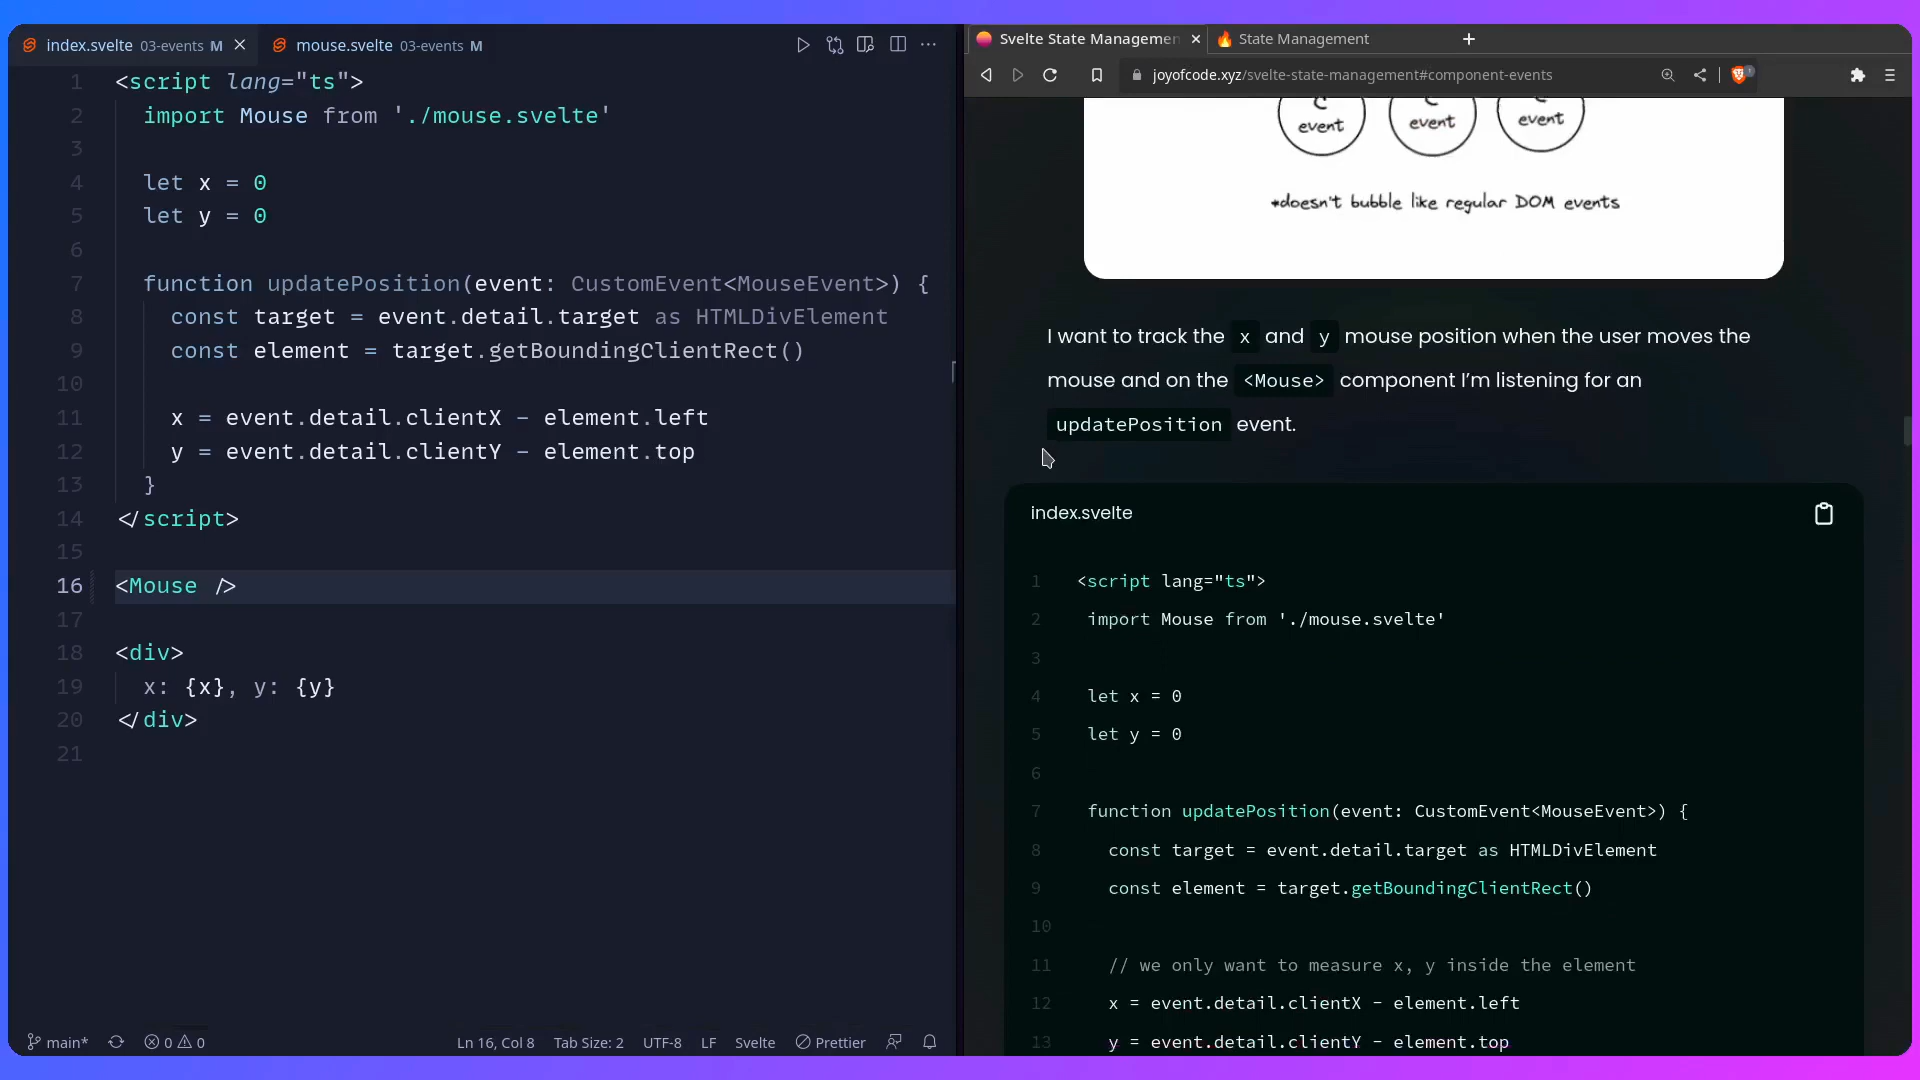 index.svelte 03-events M
mouse.svelte 03-events M
1 <script lang="ts">
2 import Mouse from './mouse.svelte'
3
4 let x = 0
5 let y = 0
6
7 function updatePosition(event: CustomEvent<MouseEvent>) {
8 const target = event.detail.target as HTMLDivElement
9 const element = target.getBoundingClientRect()
10
11 x = event.detail.clientX - element.left
12 y = event.detail.clientY - element.top
13 }
14 </script>
15
16 <Mouse />
17
18 <div>
19 x: {x}, y: {y}
20 </div>
21
main*
0
0
Ln 16, Col 8
Tab Size: 2
UTF-8
LF
Svelte
Prettier
Svelte State Managemen
State Management
joyofcode.xyz/svelte-state-management#component-events
event
event
event
*doesn't bubble like regular DOM events
I want to track the x and y mouse position when the user moves the
mouse and on the <Mouse> component I'm listening for an
updatePosition event.
index.svelte
1 <script lang="ts">
2 import Mouse from './mouse.svelte'
3
4 let x = 0
5 let y = 0
6
7 function updatePosition(event: CustomEvent<MouseEvent>) {
8 const target = event.detail.target as HTMLDivElement
9 const element = target.getBoundingClientRect()
10
11 // we only want to measure x, y inside the element
12 x = event.detail.clientX - element.left
13 y = event.detail.clientY - element.top